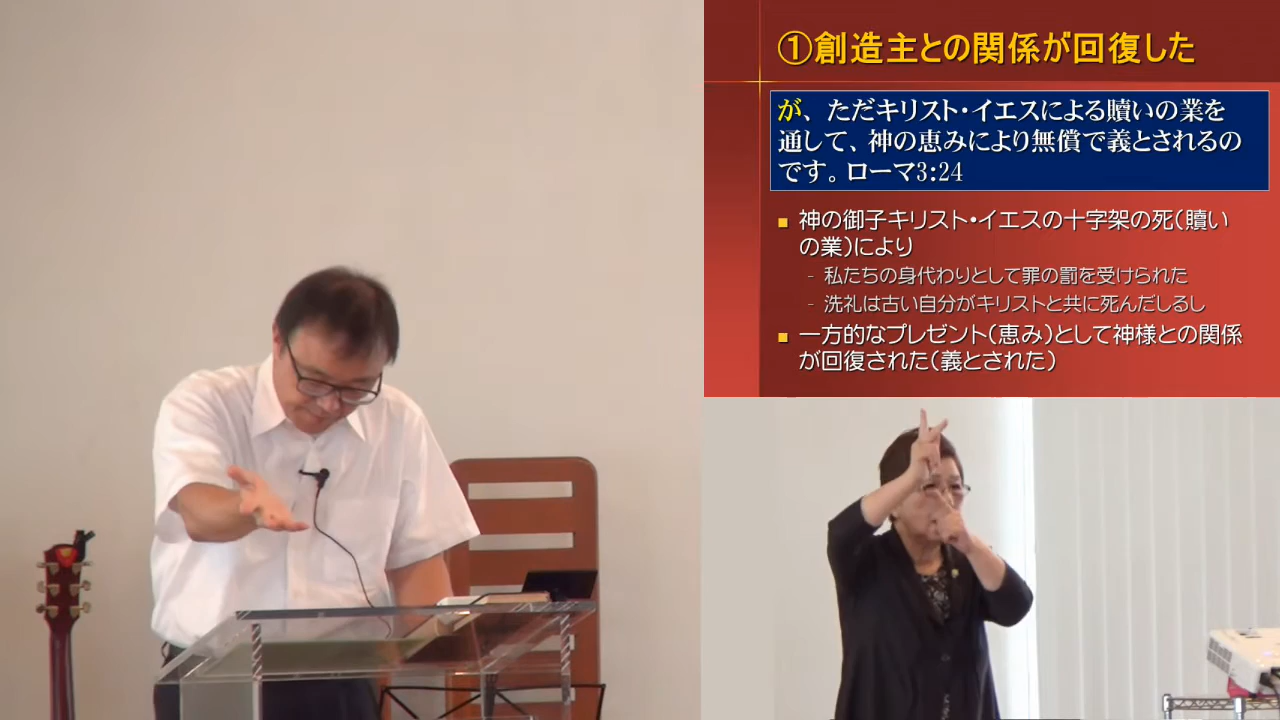 ①創造主との関係が回復した
が、ただキリスト・イエスによる贖いの業を
通して、神の恵みにより無償で義とされるの
です。ローマ3:24
■ 神の御子キリスト・イエスの十字架の死（贖い
の業）により
- 私たちの身代わりとして罪の罰を受けられた
- 洗礼は古い自分がキリストと共に死んだしるし
■ 一方的なプレゼント（恵み）として神様との関係
が回復された（義とされた）